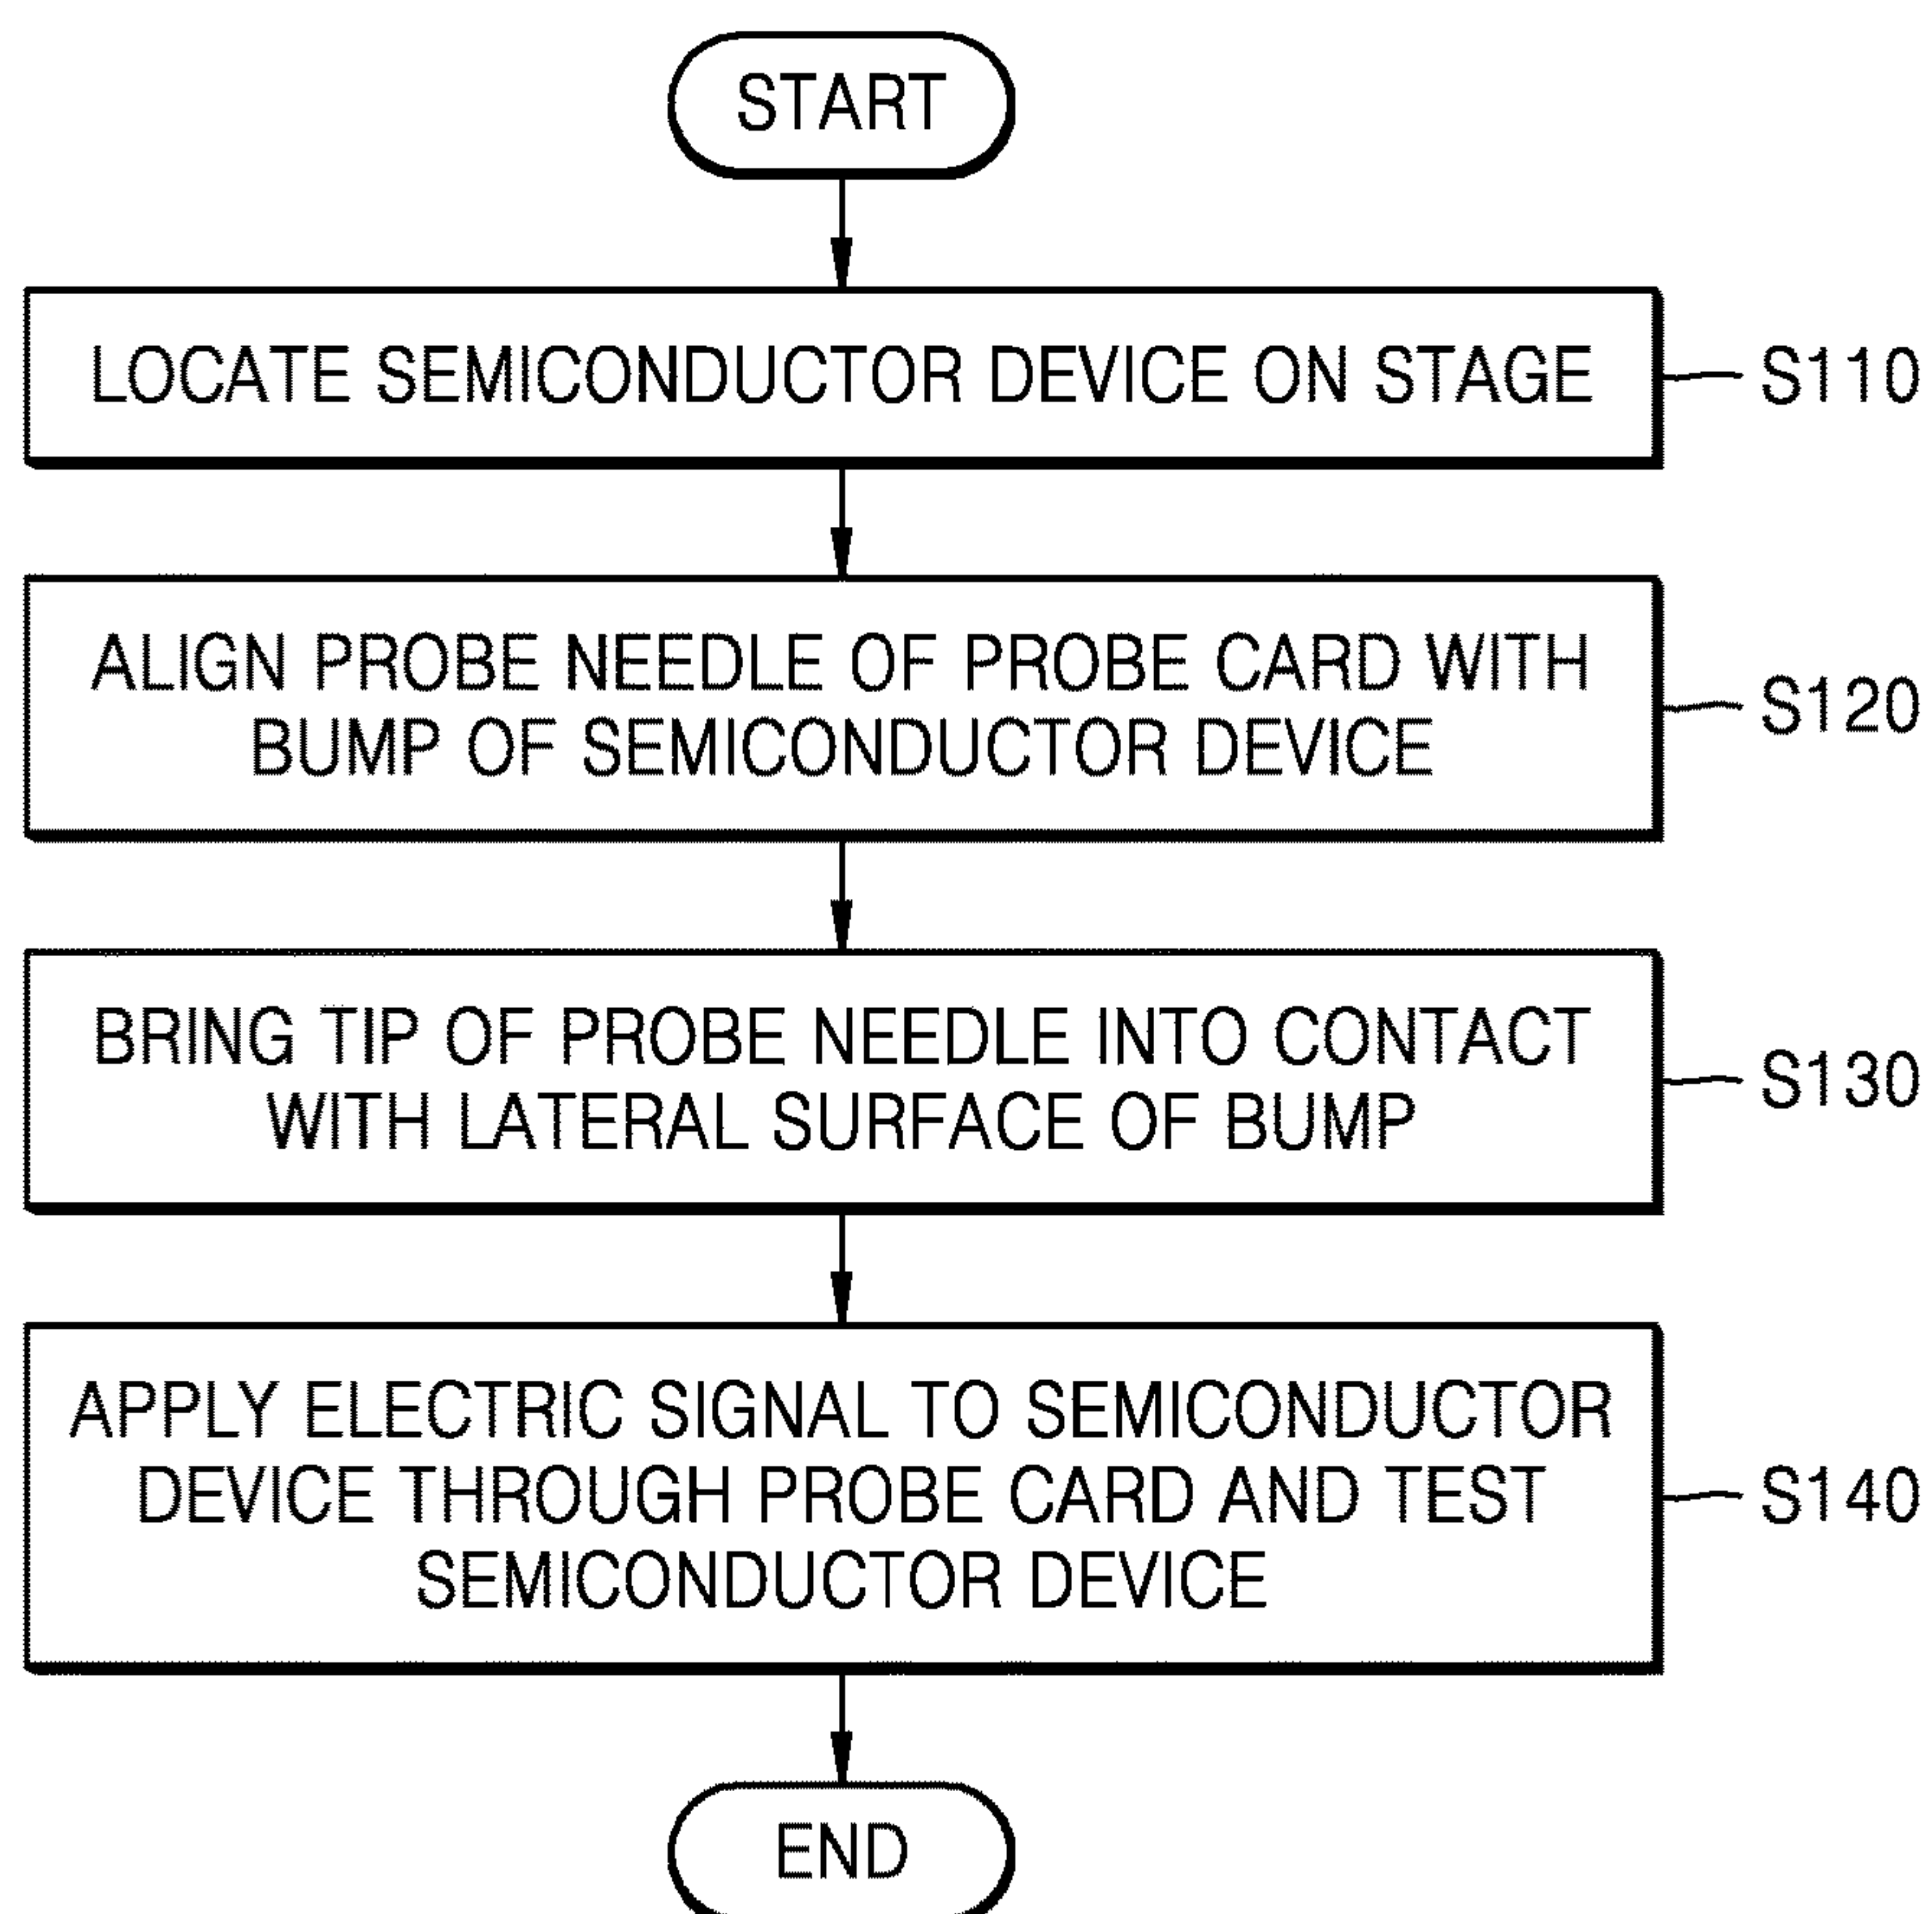 START
LOCATE SEMICONDUCTOR DEVICE ON STAGE
S110
ALIGN PROBE NEEDLE OF PROBE CARD WITH
BUMP OF SEMICONDUCTOR DEVICE
S120
BRING TIP OF PROBE NEEDLE INTO CONTACT
WITH LATERAL SURFACE OF BUMP
S130
APPLY ELECTRIC SIGNAL TO SEMICONDUCTOR
DEVICE THROUGH PROBE CARD AND TEST
SEMICONDUCTOR DEVICE
S140
END